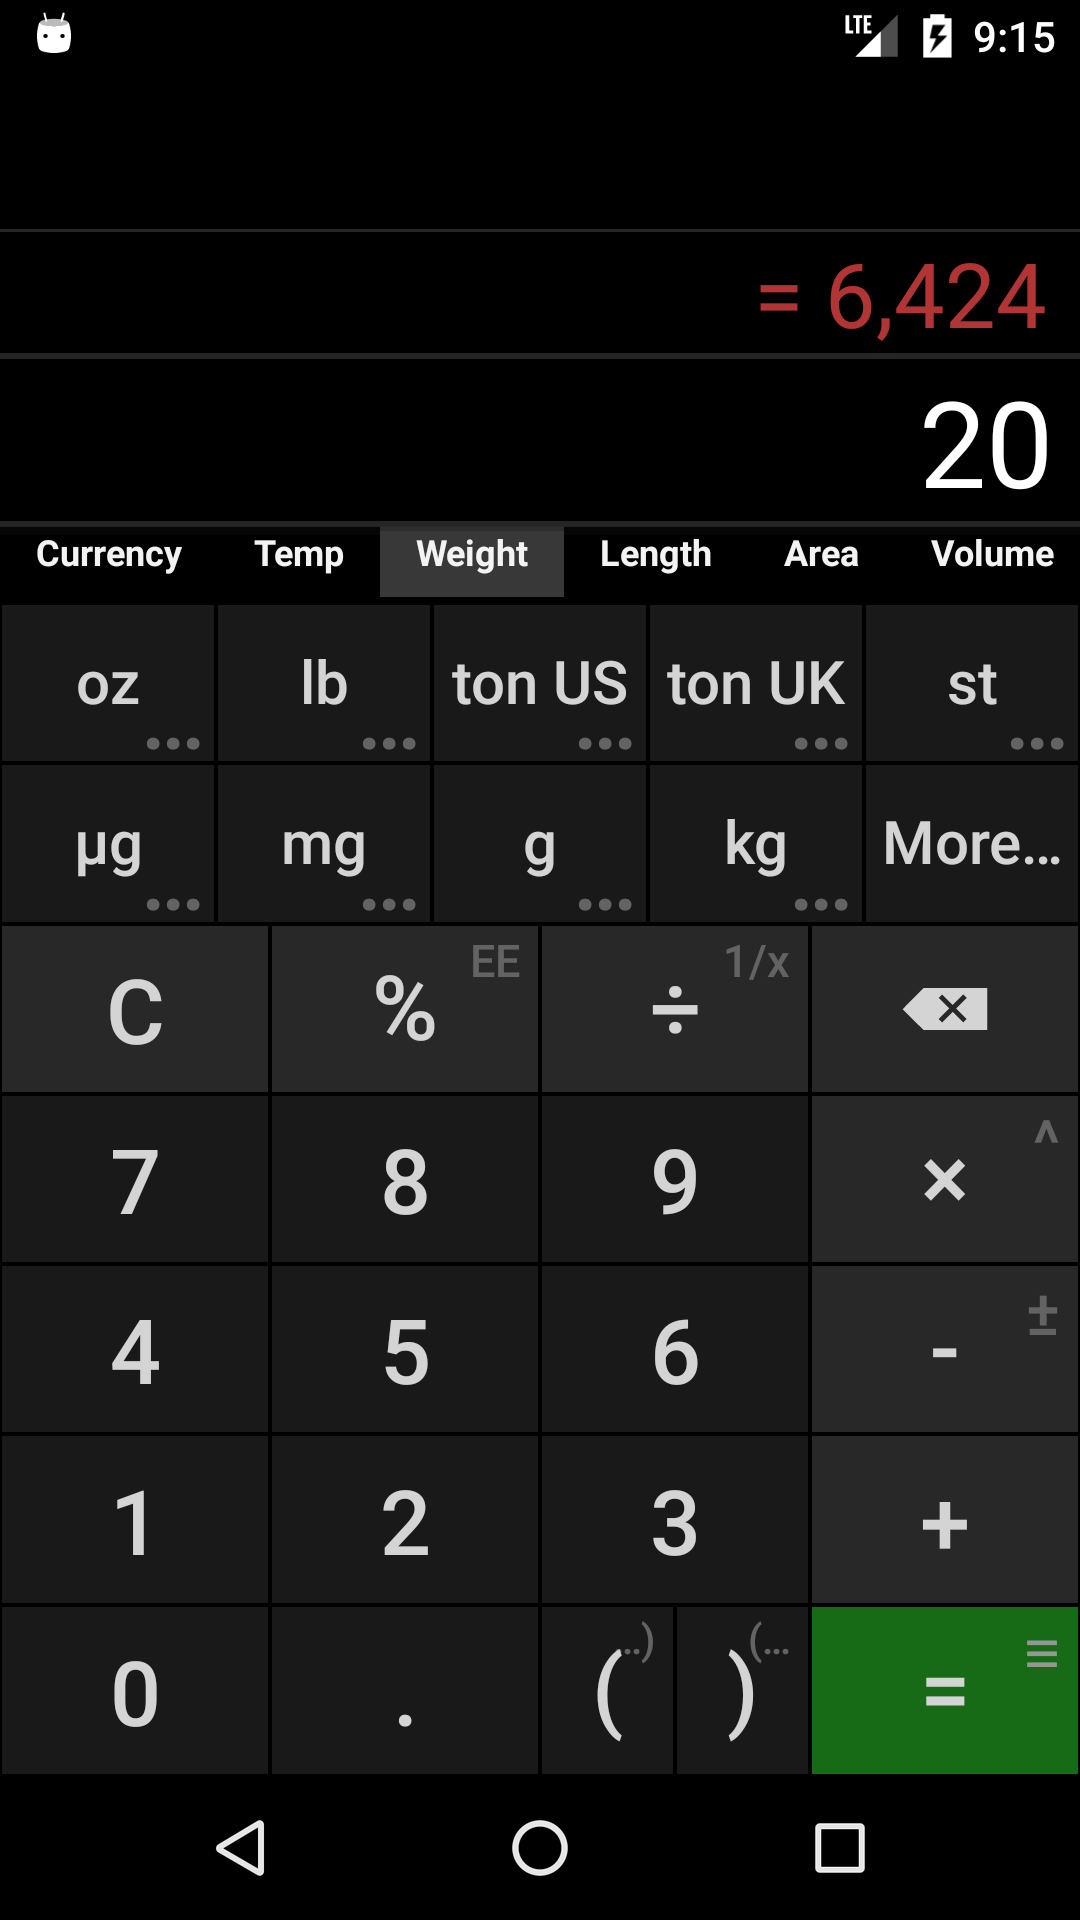 LTE 9:15
= 6,424
20
Currency Temp Weight Length Area Volume
oz lb ton US ton UK st
µg mg g kg More...
C % EE ÷ 1/x
7 8 9 × ^
4 5 6 - ±
1 2 3 +
0 . ( ..) ) (... =